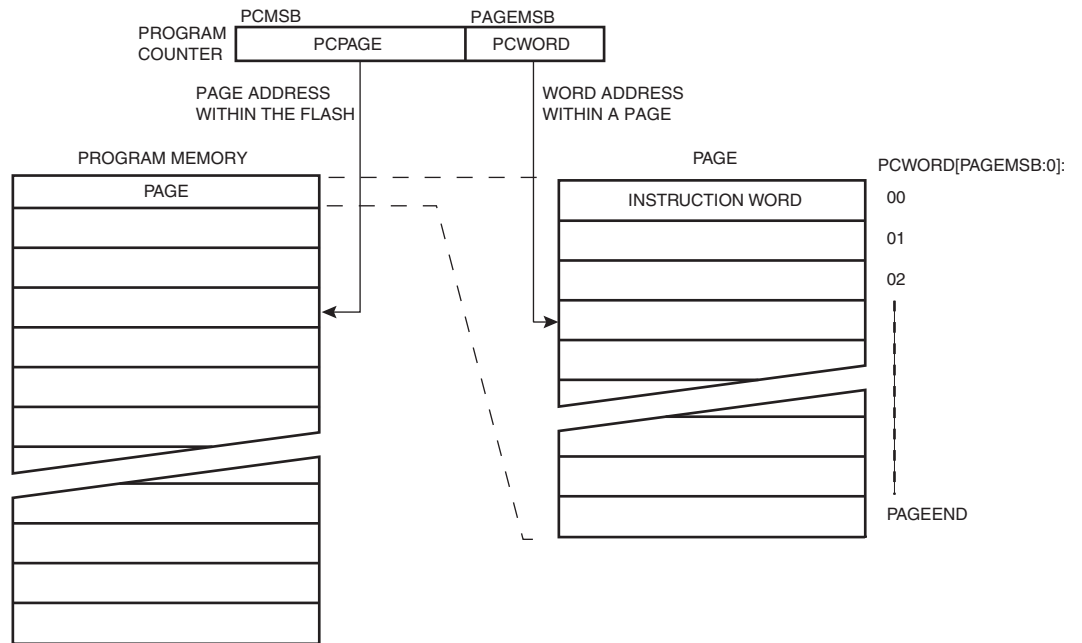 PCMSB
PAGEMSB
PROGRAM
COUNTER
PCPAGE
PCWORD
PAGE ADDRESS
WITHIN THE FLASH
WORD ADDRESS
WITHIN A PAGE
PROGRAM MEMORY
PAGE
PAGE
PCWORD[PAGEMSB:0]:
INSTRUCTION WORD
00
01
02
PAGEEND